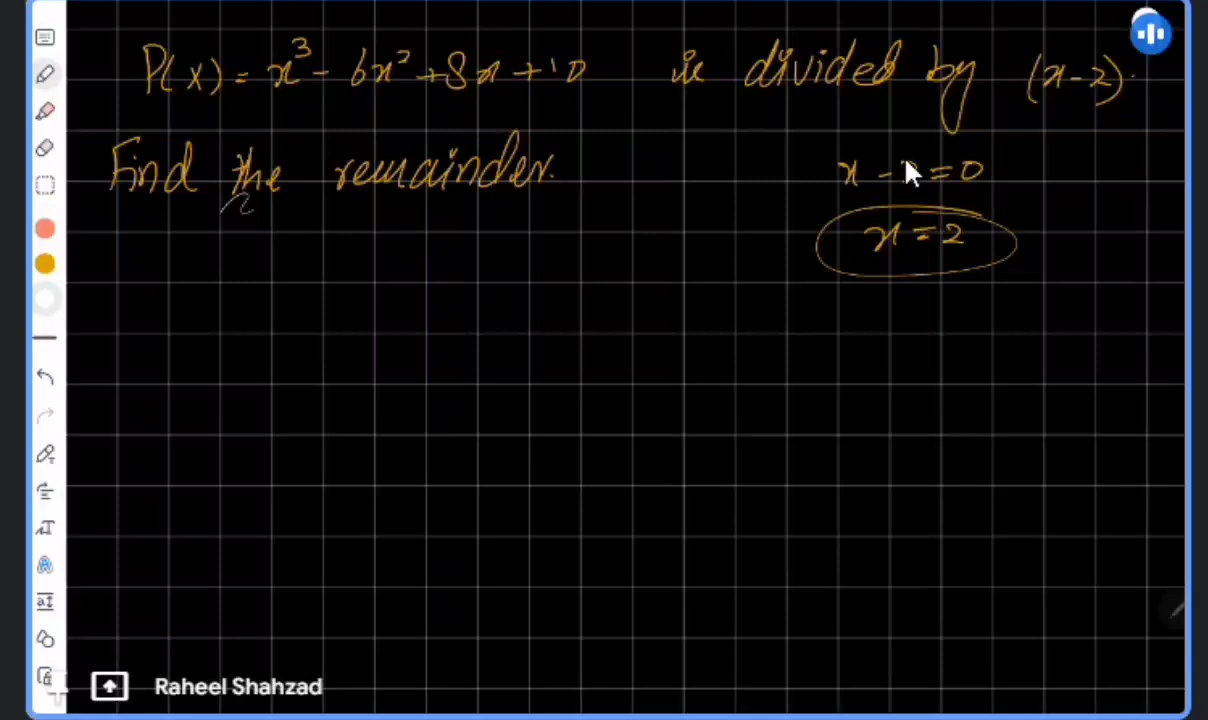 P(x) = x³ - 6x² + 8x + 10 is divided by (x-2).
Find the remainder.
x - 2 = 0
x = 2
Raheel Shahzad